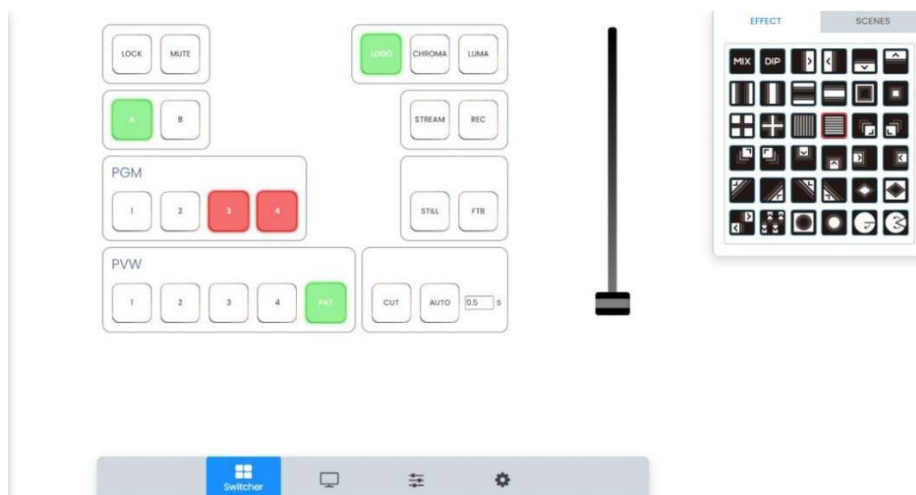 EFFECT SCENES
LOCK MUTE
LOGO CHROMA LUMA
MIX DIP
A B
STREAM REC
PGM
1 2 3 4
STILL FTB
PVW
1 2 3 4 PAT
CUT AUTO 0.5 s
Switcher